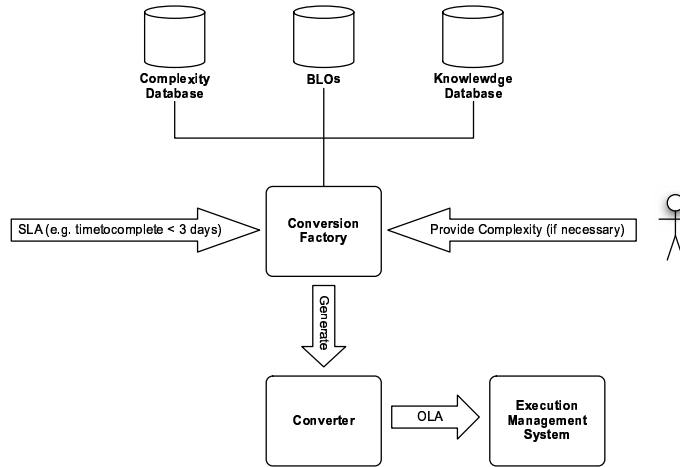 Complexity
Database
BLOs
Knowlewdge
Database
SLA (e.g. timetocomplete < 3 days)
Conversion
Factory
Provide Complexity (if necessary)
Generate
Converter
OLA
Execution
Management
System